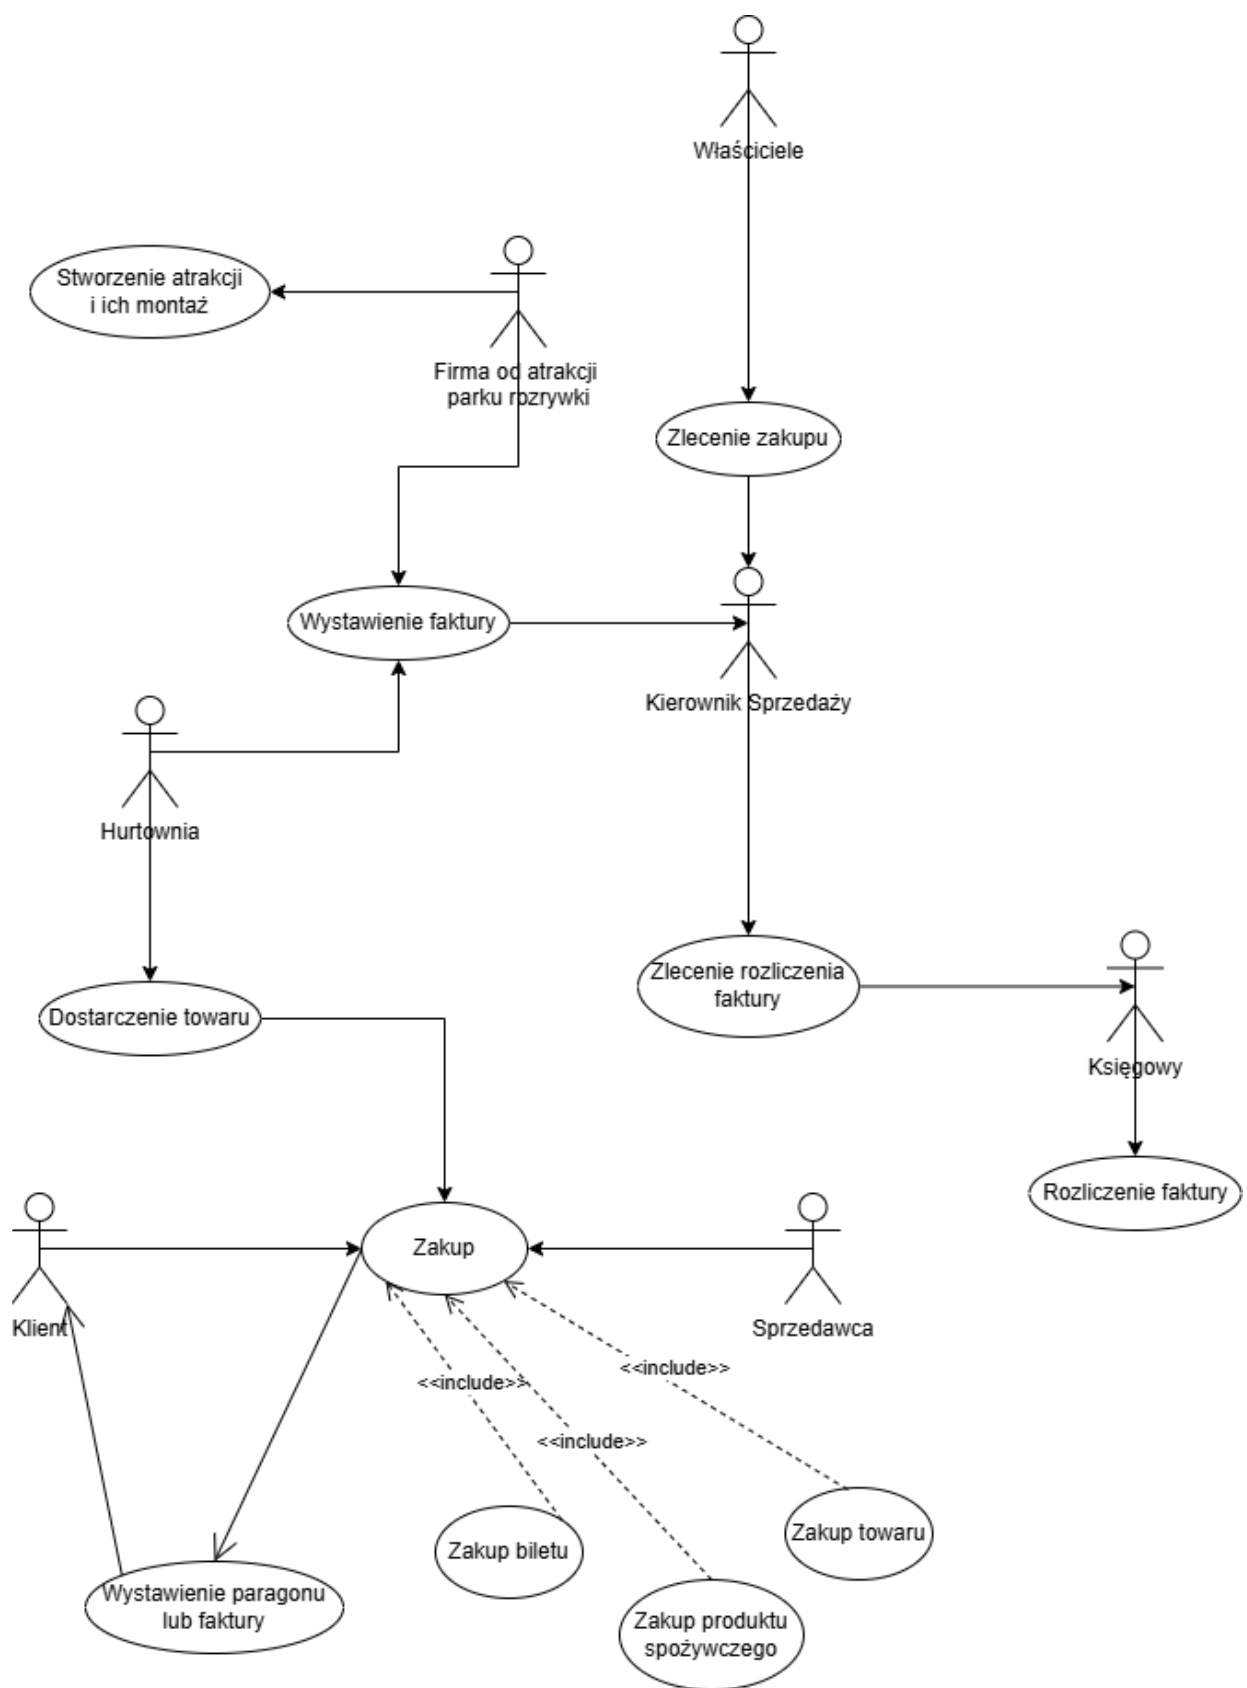 Właściciele
Stworzenie atrakcji
i ich montaż
Firma od atrakcji
parku rozrywki
Zlecenie zakupu
Wystawienie faktury
Kierownik Sprzedaży
Hurtownia
Zlecenie rozliczenia
faktury
Dostarczenie towaru
Księgowy
Rozliczenie faktury
Zakup
Klient
Sprzedawca
<<include>>
<<include>>
<<include>>
Zakup towaru
Zakup biletu
Wystawienie paragonu
lub faktury
Zakup produktu
spożywczego